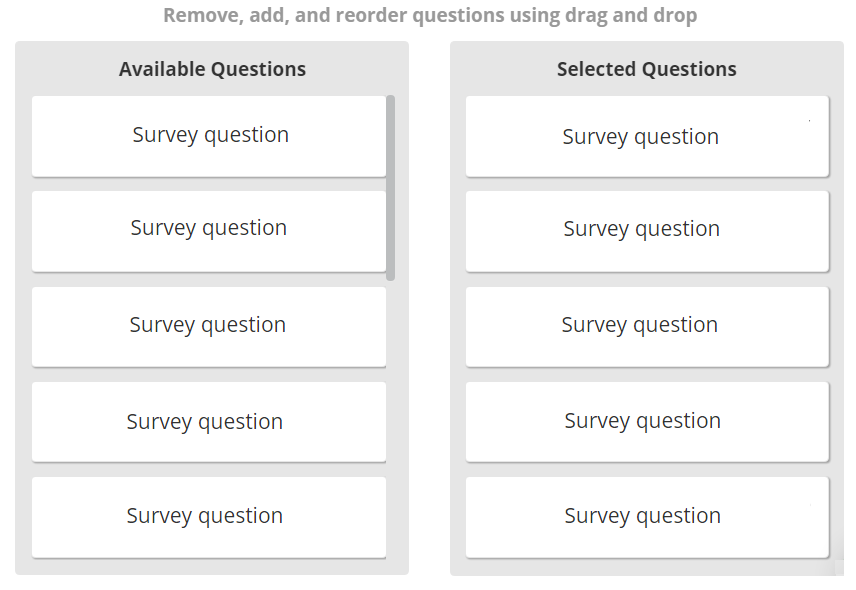 Remove, add, and reorder questions using drag and drop
Available Questions
Survey question
Survey question
Survey question
Survey question
Survey question
Selected Questions
Survey question
Survey question
Survey question
Survey question
Survey question